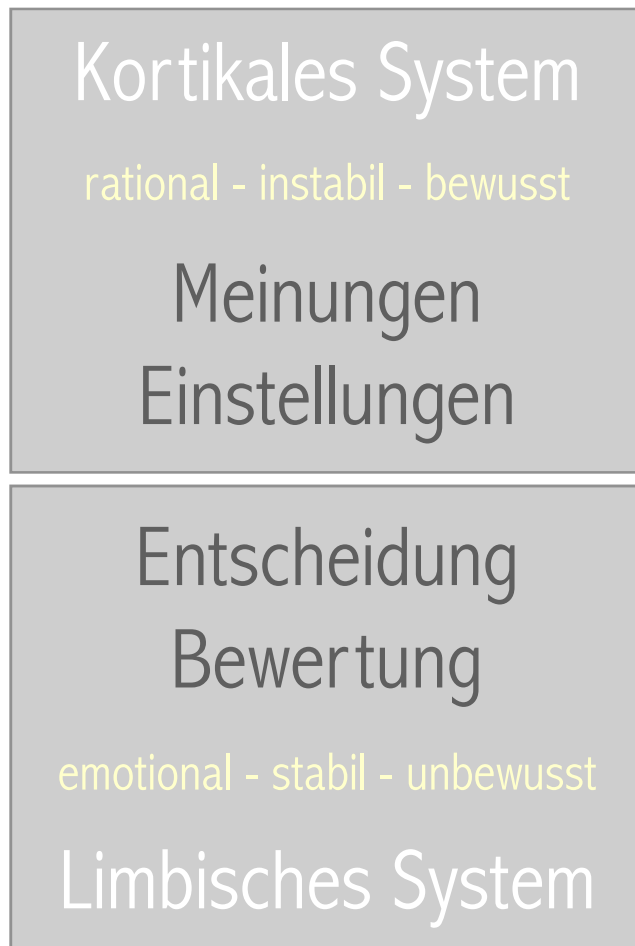 Kortikales System
rational - instabil - bewusst
Meinungen
Einstellungen
Entscheidung
Bewertung
emotional - stabil - unbewusst
Limbisches System